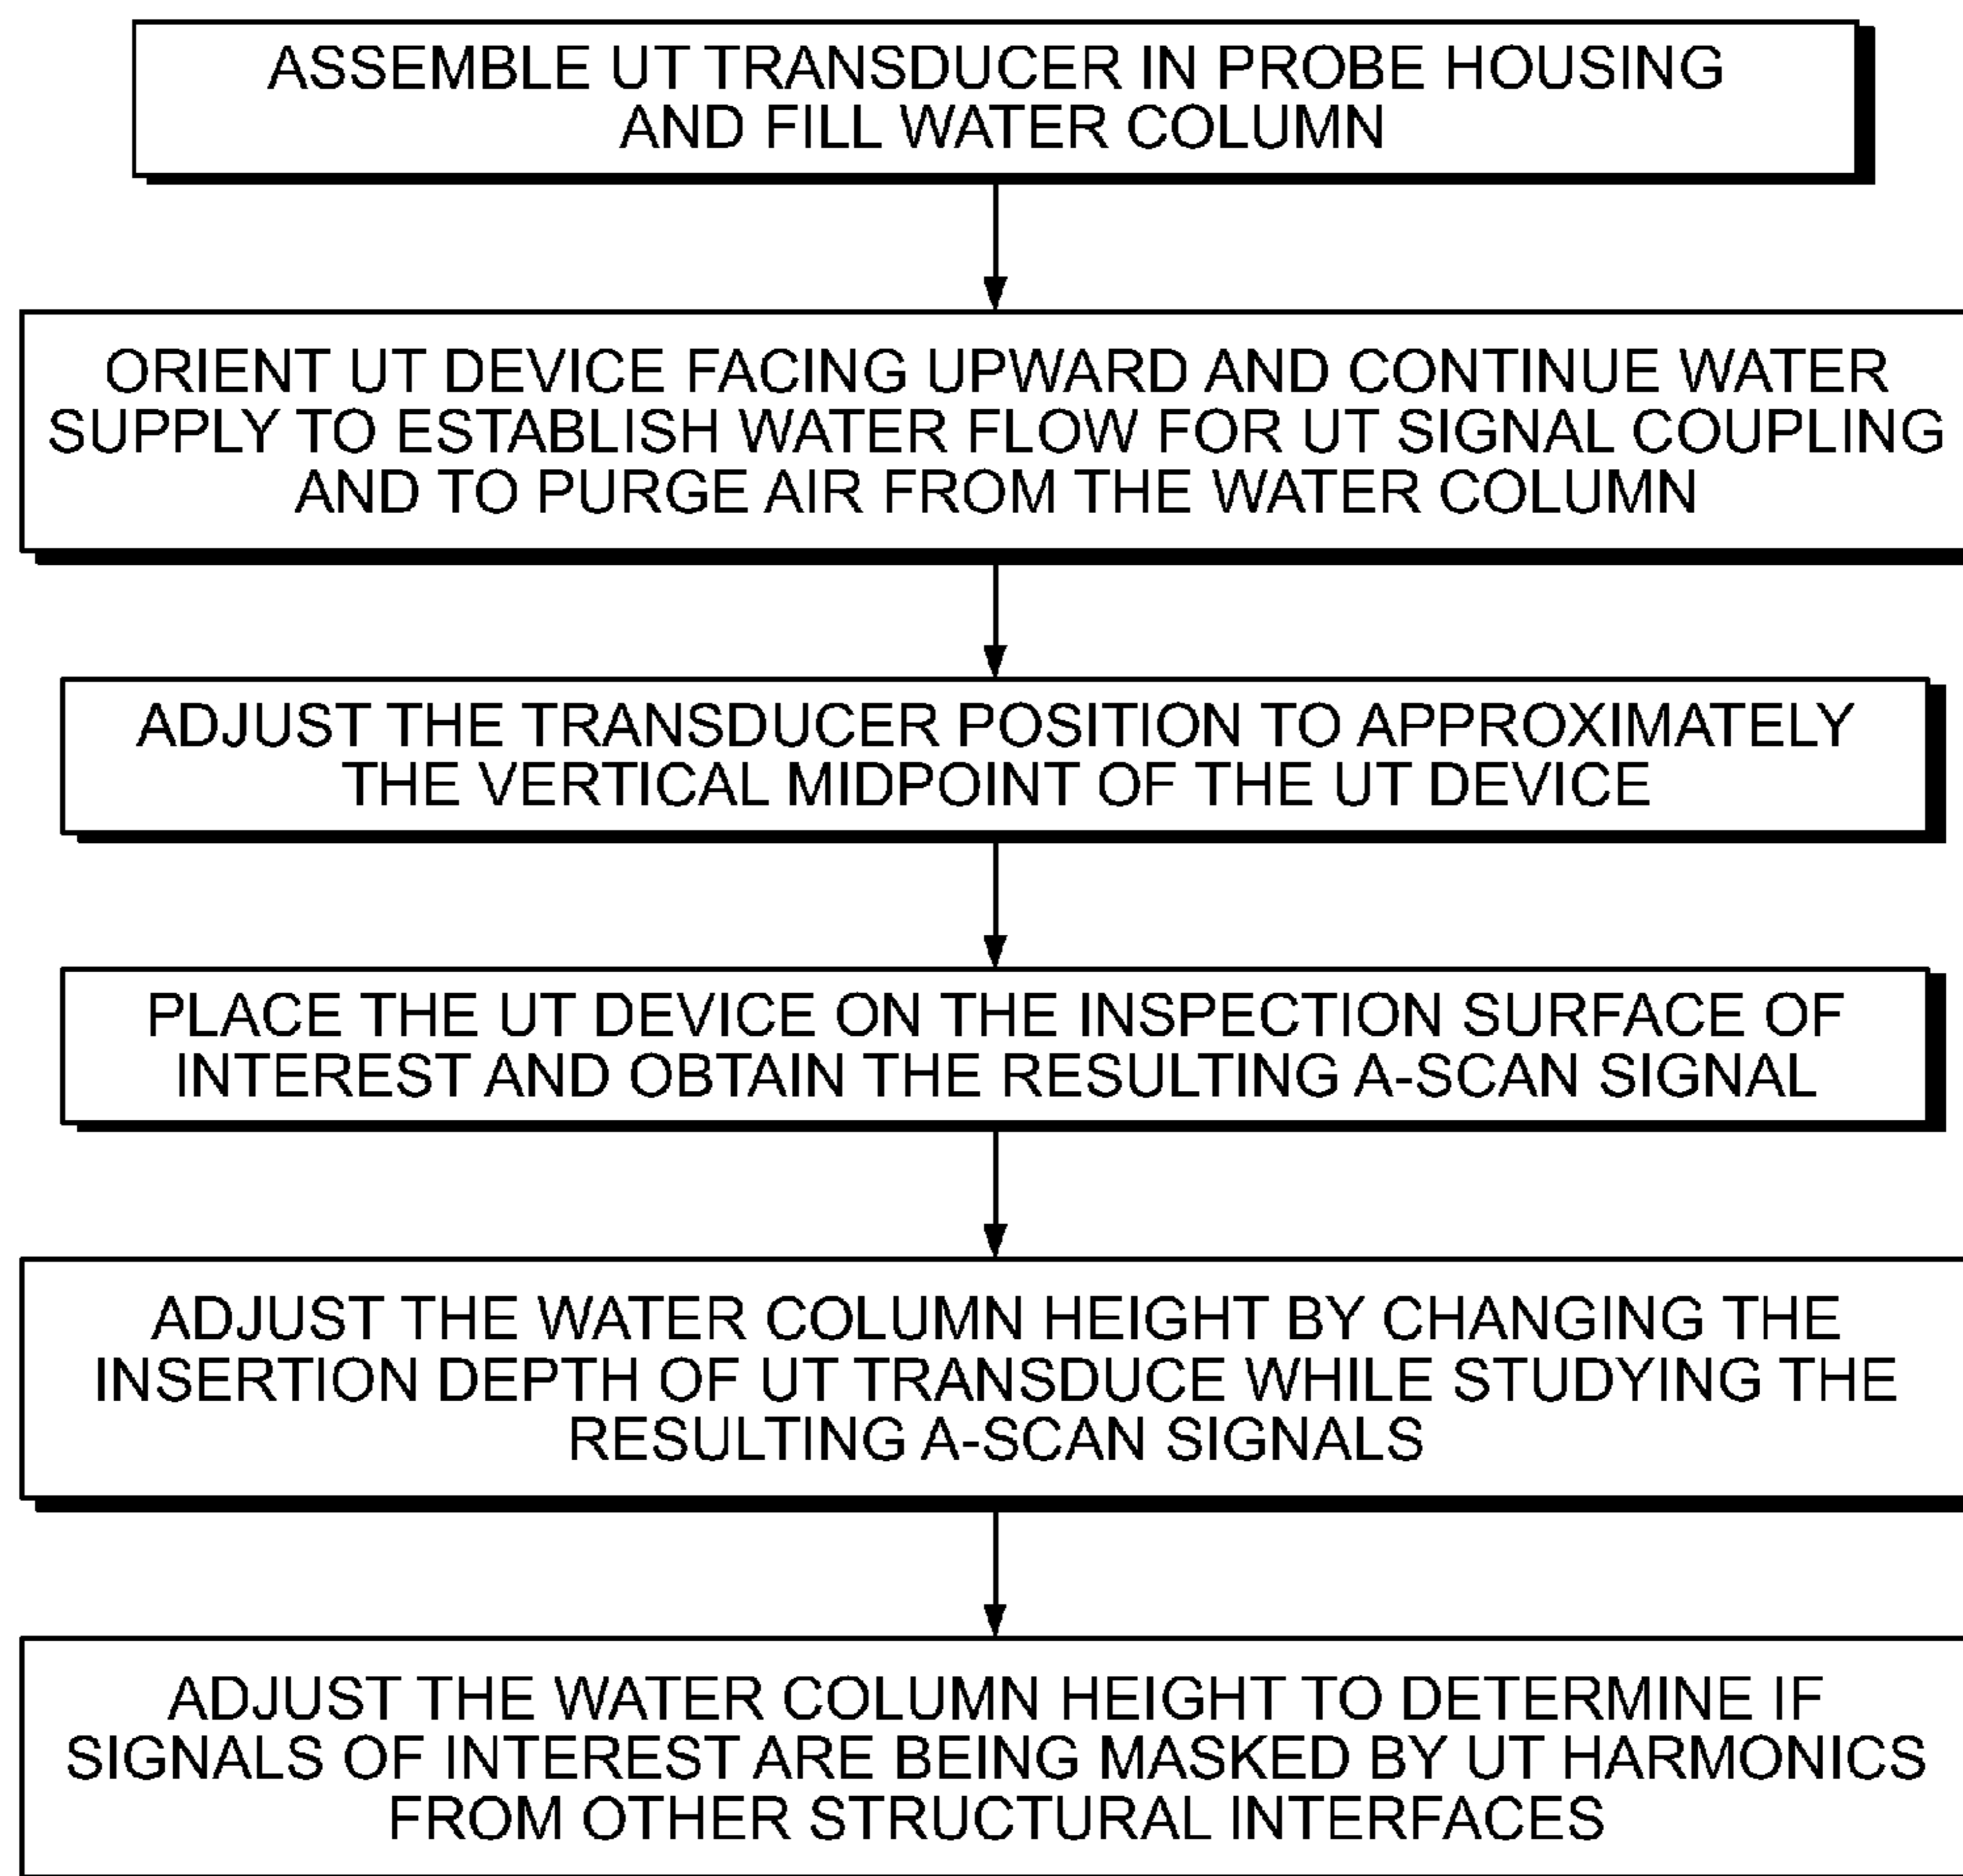 ASSEMBLE UT TRANSDUCER IN PROBE HOUSING
AND FILL WATER COLUMN
ORIENT UT DEVICE FACING UPWARD AND CONTINUE WATER
SUPPLY TO ESTABLISH WATER FLOW FOR UT SIGNAL COUPLING
AND TO PURGE AIR FROM THE WATER COLUMN
ADJUST THE TRANSDUCER POSITION TO APPROXIMATELY
THE VERTICAL MIDPOINT OF THE UT DEVICE
PLACE THE UT DEVICE ON THE INSPECTION SURFACE OF
INTEREST AND OBTAIN THE RESULTING A-SCAN SIGNAL
ADJUST THE WATER COLUMN HEIGHT BY CHANGING THE
INSERTION DEPTH OF UT TRANSDUCE WHILE STUDYING THE
RESULTING A-SCAN SIGNALS
ADJUST THE WATER COLUMN HEIGHT TO DETERMINE IF
SIGNALS OF INTEREST ARE BEING MASKED BY UT HARMONICS
FROM OTHER STRUCTURAL INTERFACES